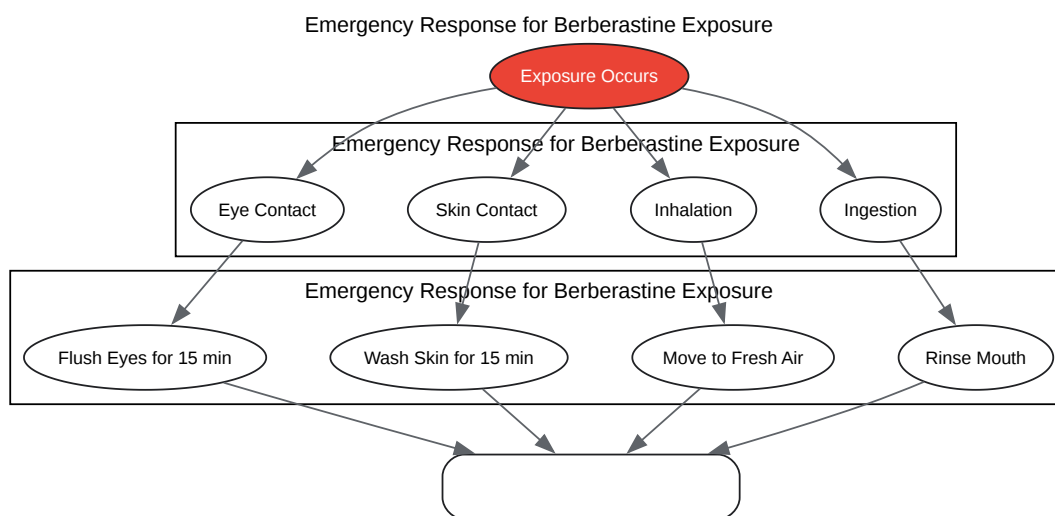 Emergency Response for Berberastine Exposure
Exposure Occurs
Emergency Response for Berberastine Exposure
Eye Contact
Skin Contact
Inhalation
Ingestion
Emergency Response for Berberastine Exposure
Flush Eyes for 15 min
Wash Skin for 15 min
Move to Fresh Air
Rinse Mouth